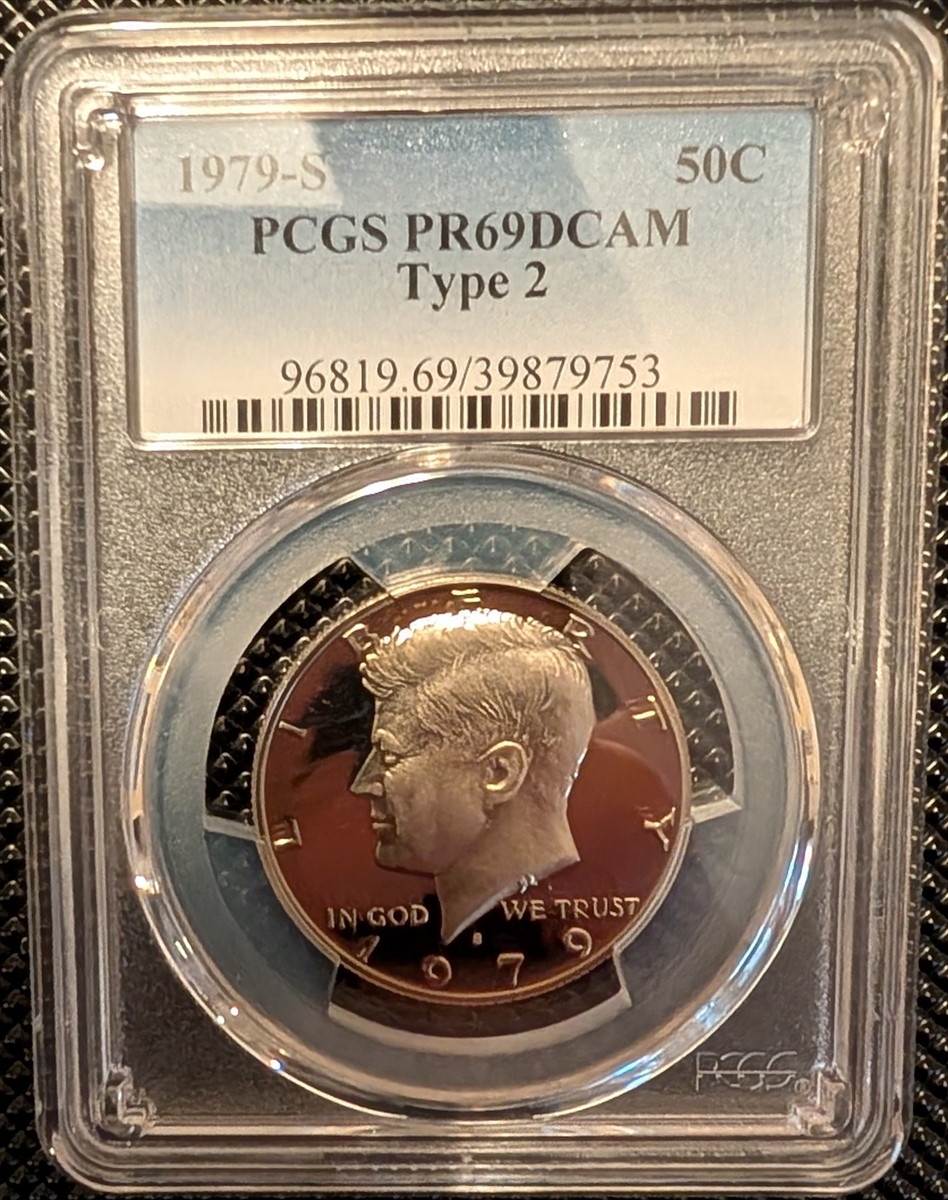 1979-S 50C
PCGS PR69DCAM
Type 2
96819.69/39879753
LIBERTY
IN GOD WE TRUST
S
1979
PCGS®